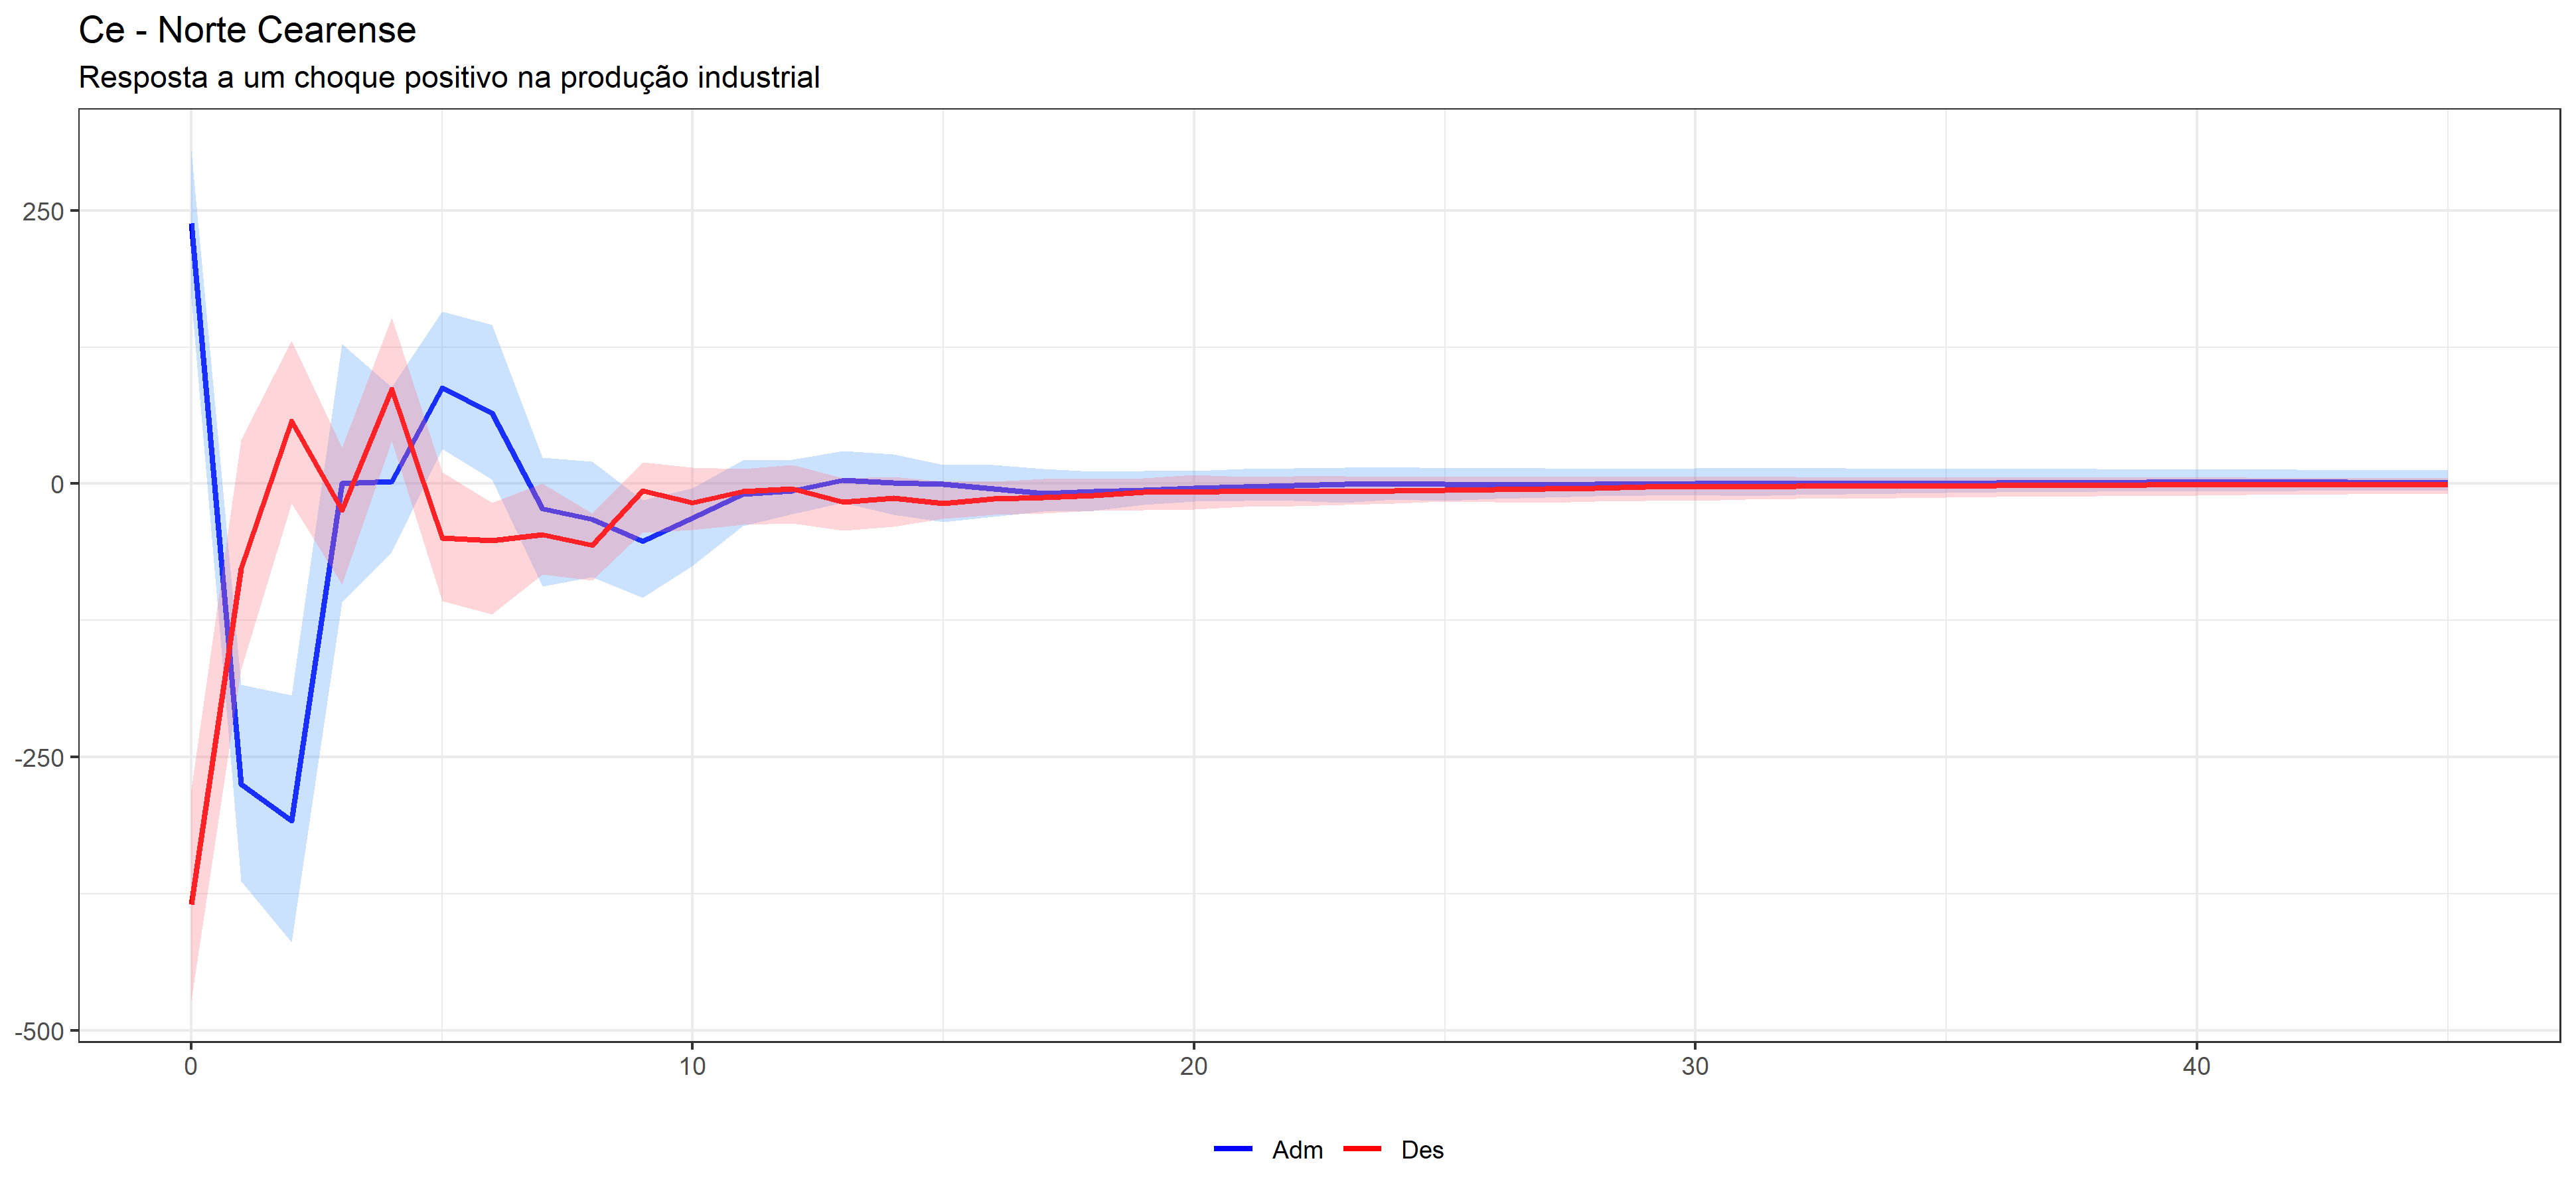 Ce - Norte Cearense
Resposta a um choque positivo na produção industrial
250
0
-250
-500
0 10 20 30 40
Adm Des